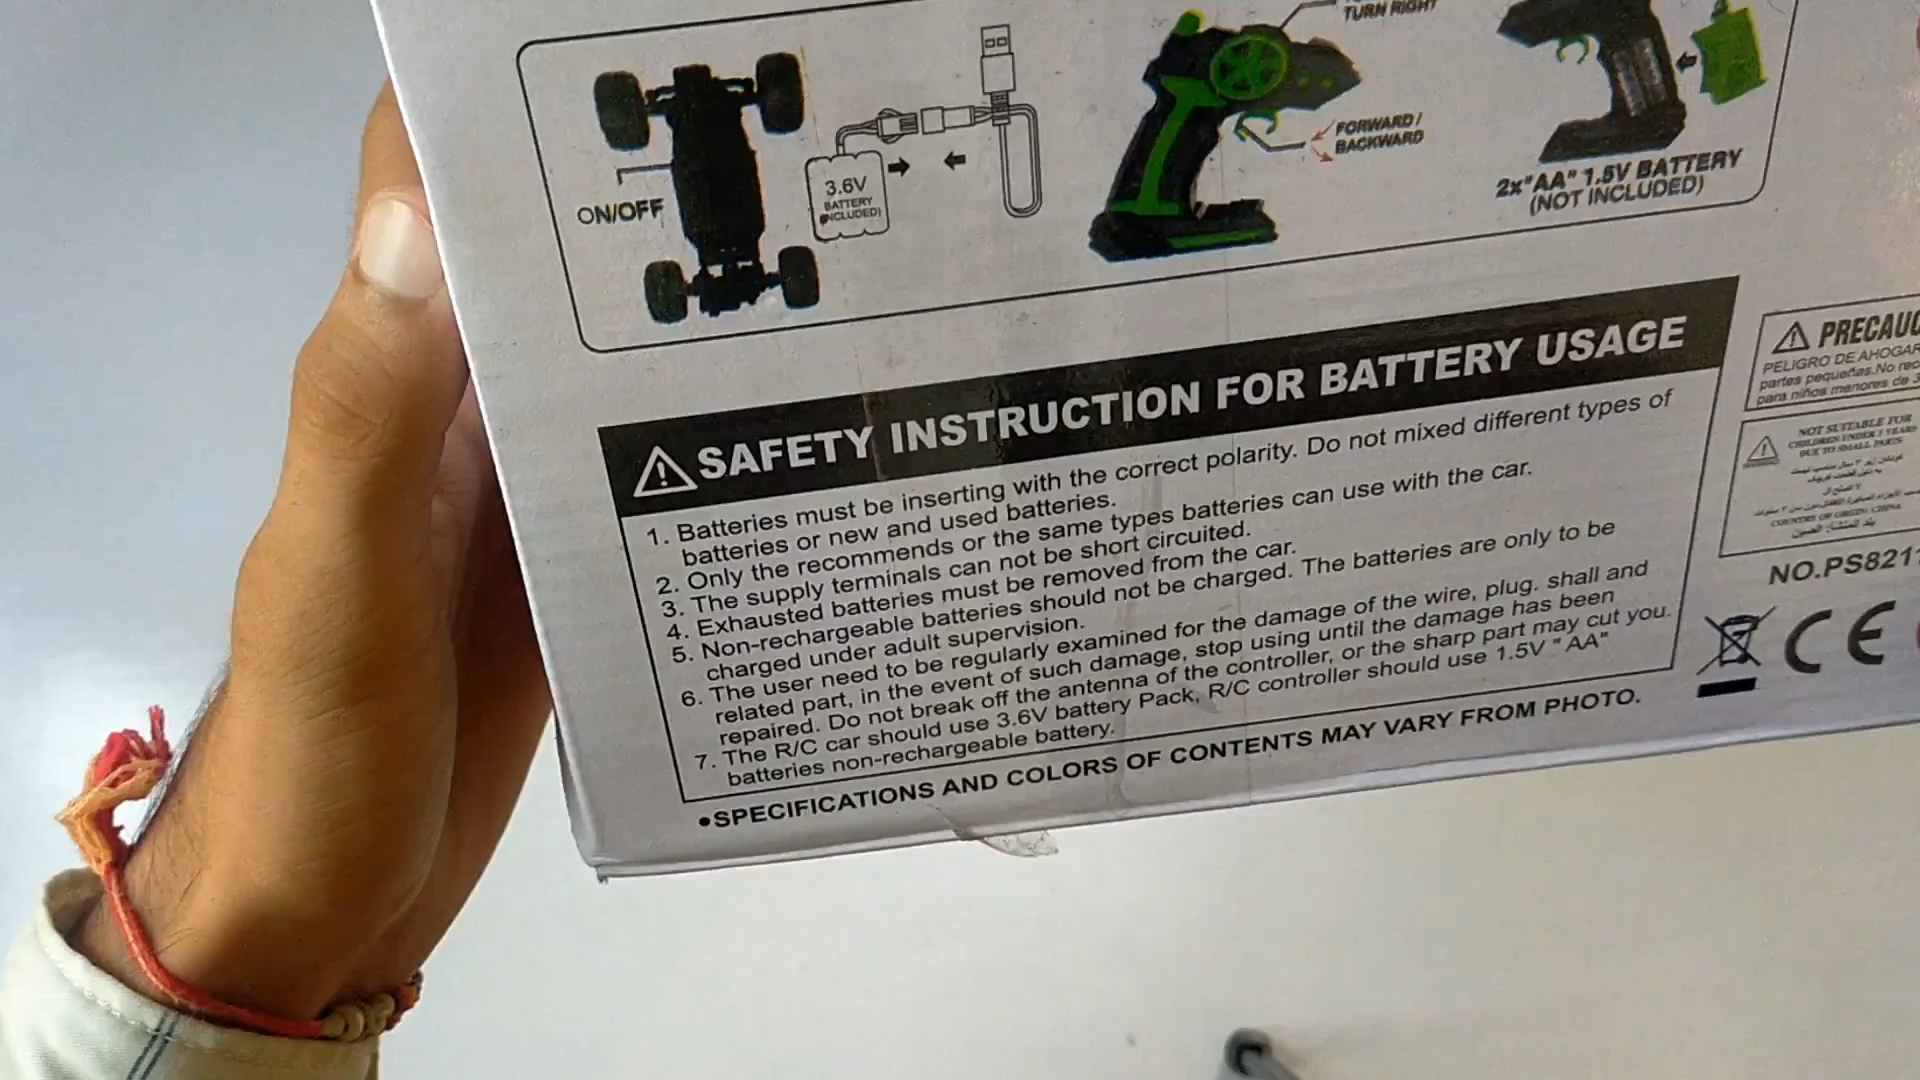 TURN RIGHT
FORWARD/
BACKWARD
ON/OFF
3.6V
BATTERY
INCLUDED)
2x"AA" 1.5V BATTERY
(NOT INCLUDED)
SAFETY INSTRUCTION FOR BATTERY USAGE
1. Batteries must be inserting with the correct polarity. Do not mixed different types of
batteries or new and used batteries.
2. Only the recommends or the same types batteries can use with the car.
3. The supply terminals can not be short circuited.
4. Exhausted batteries must be removed from the car.
5. Non-rechargeable batteries should not be charged. The batteries are only to be
charged under adult supervision.
6. The user need to be regularly examined for the damage of the wire, plug. shall and
related part, in the event of such damage, stop using until the damage has been
repaired. Do not break off the antenna of the controller, or the sharp part may cut you.
7. The R/C car should use 3.6V battery Pack, R/C controller should use 1.5V "AA"
batteries non-rechargeable battery.
•SPECIFICATIONS AND COLORS OF CONTENTS MAY VARY FROM PHOTO.
PRECAUC
PELIGRO DE AHOGAR
partes pequeñas.No rec
para niños menores de 3
NOT SUITABLE FOR
CHILDREN UNDER 3 YEARS
DUE TO SMALL PARTS
COUNTRY OF ORIGIN: CHINA
بلد المنشأ: الصين
NO.PS821
CE